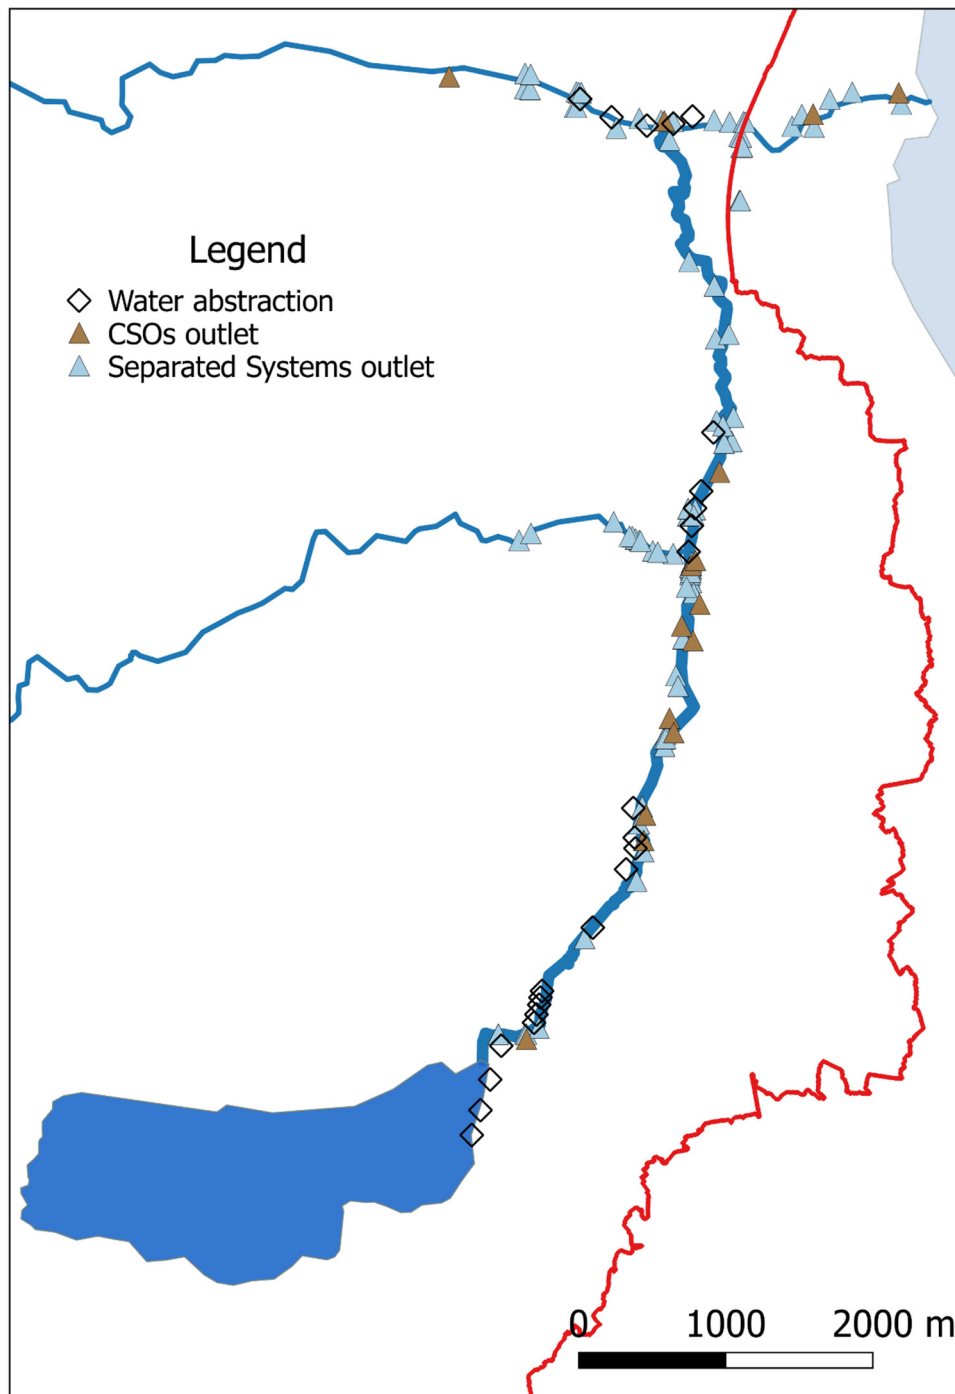 Legend
Water abstraction
CSOs outlet
Separated Systems outlet
0 1000 2000 m